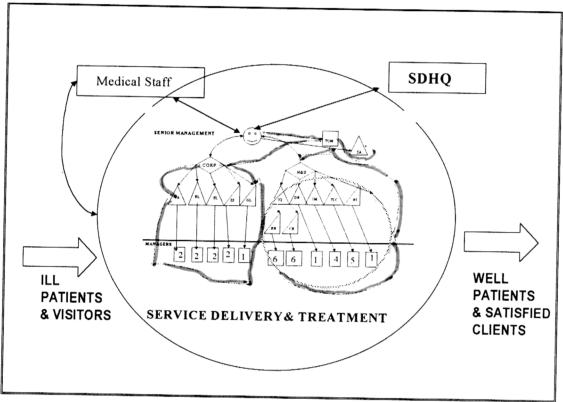 Medical Staff
SDHQ
SENIOR MANAGEMENT
CORP
MANAGERS
2 2 2 2 1 6 6 1 4 5 1
ILL
PATIENTS
& VISITORS
WELL
PATIENTS
& SATISFIED
CLIENTS
SERVICE DELIVERY & TREATMENT